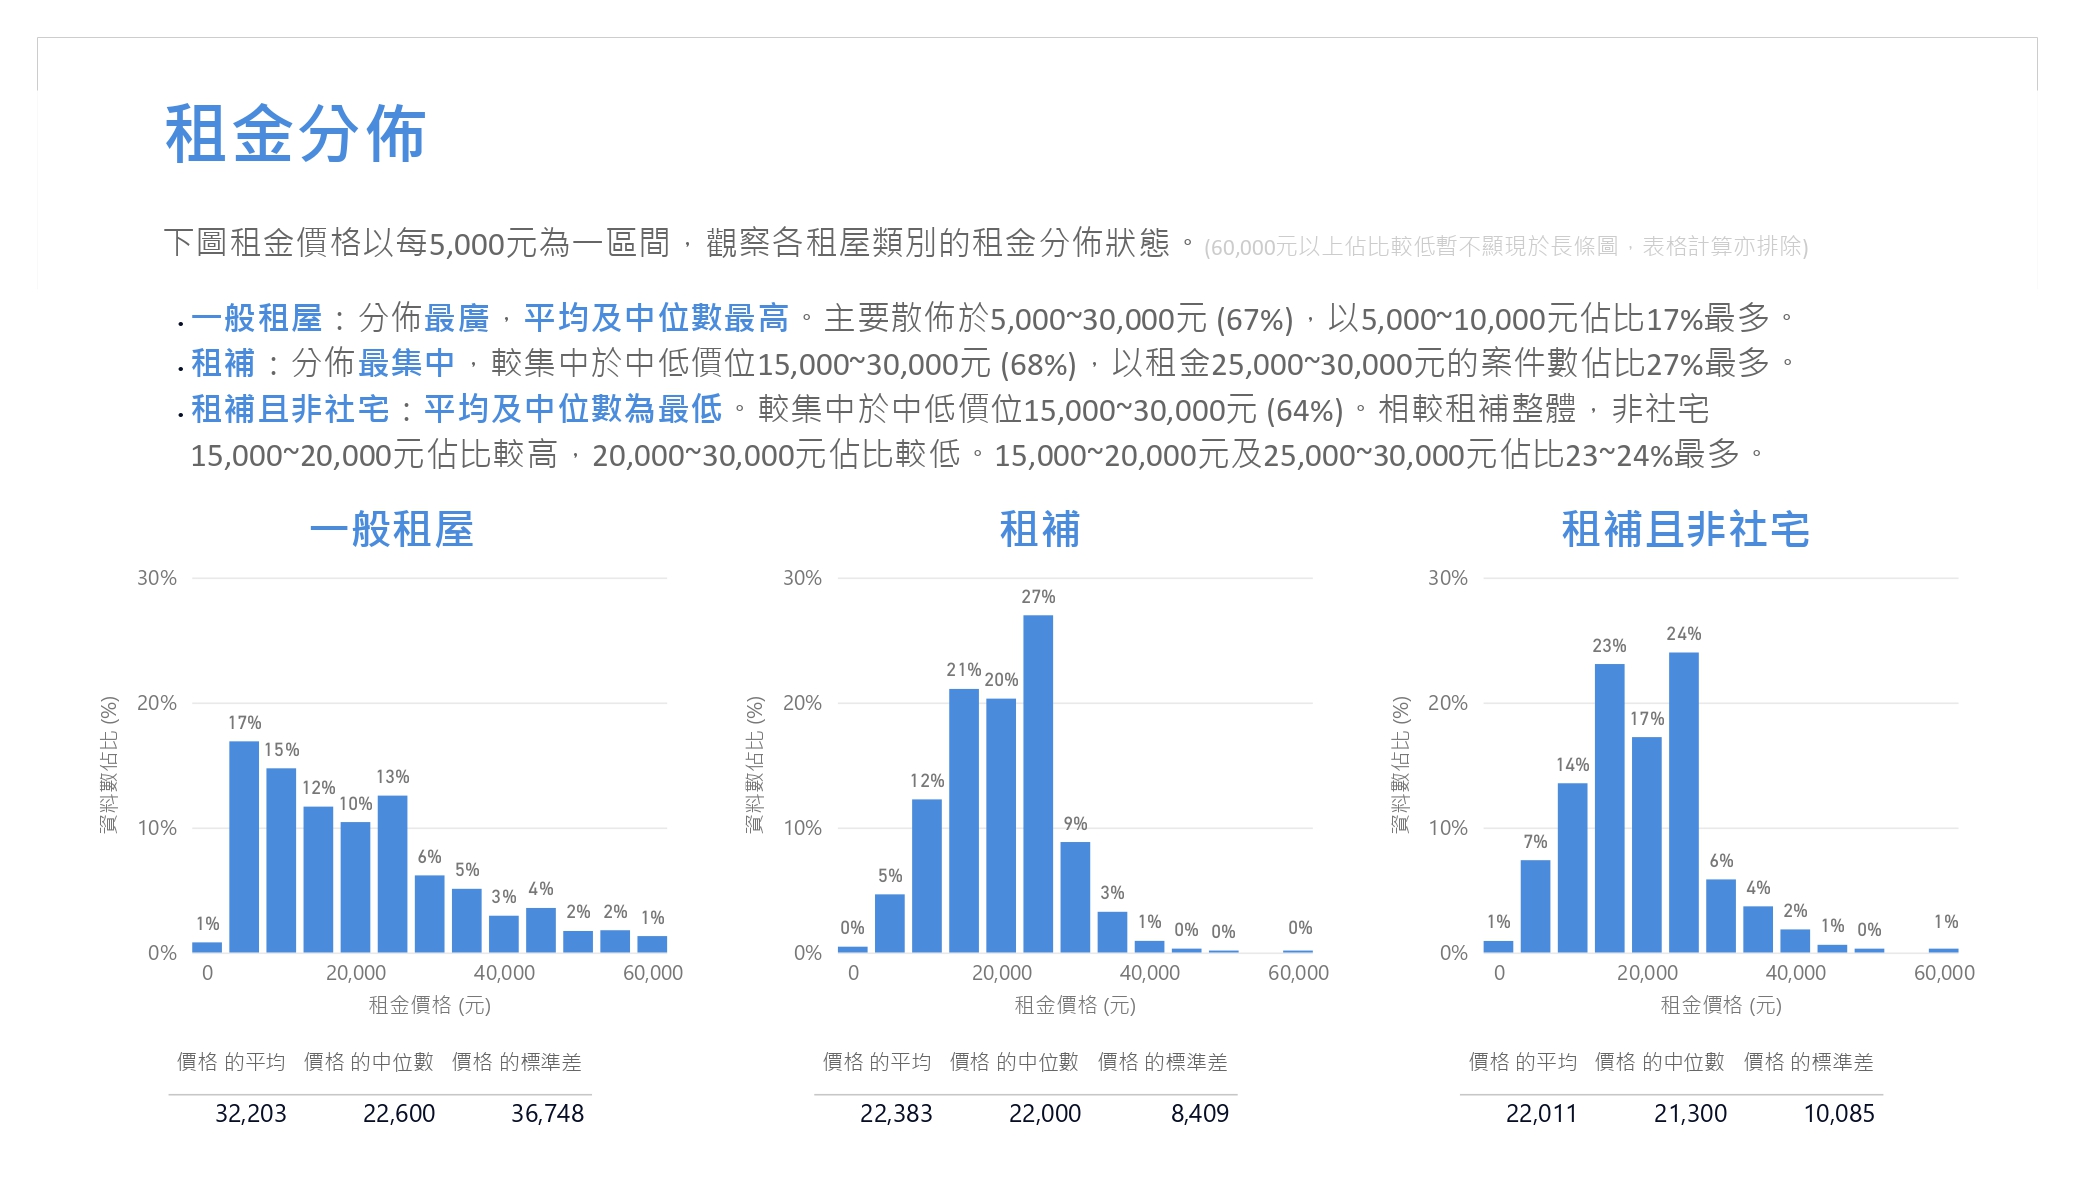 租金分佈
下圖租金價格以每5,000元為一區間，觀察各租屋類別的租金分佈狀態。(60,000元以上佔比較低暫不顯現於長條圖，表格計算亦排除)
• 一般租屋：分佈最廣，平均及中位數最高。主要散佈於5,000~30,000元 (67%)，以5,000~10,000元佔比17%最多。
• 租補：分佈最集中，較集中於中低價位15,000~30,000元 (68%)，以租金25,000~30,000元的案件數佔比27%最多。
• 租補且非社宅：平均及中位數為最低。較集中於中低價位15,000~30,000元 (64%)。相較租補整體，非社宅
15,000~20,000元佔比較高，20,000~30,000元佔比較低。15,000~20,000元及25,000~30,000元佔比23~24%最多。
一般租屋
資料數佔比 (%)
30%
20%
10%
0%
1%
17%
15%
12%
10%
13%
6%
5%
3%
4%
2%
2%
1%
0 20,000 40,000 60,000
租金價格 (元)
價格 的平均 價格 的中位數 價格 的標準差
32,203 22,600 36,748
租補
資料數佔比 (%)
30%
20%
10%
0%
0%
5%
12%
21%
20%
27%
9%
3%
1%
0%
0%
0%
0 20,000 40,000 60,000
租金價格 (元)
價格 的平均 價格 的中位數 價格 的標準差
22,383 22,000 8,409
租補且非社宅
資料數佔比 (%)
30%
20%
10%
0%
1%
7%
14%
23%
17%
24%
6%
4%
2%
1%
0%
1%
0 20,000 40,000 60,000
租金價格 (元)
價格 的平均 價格 的中位數 價格 的標準差
22,011 21,300 10,085